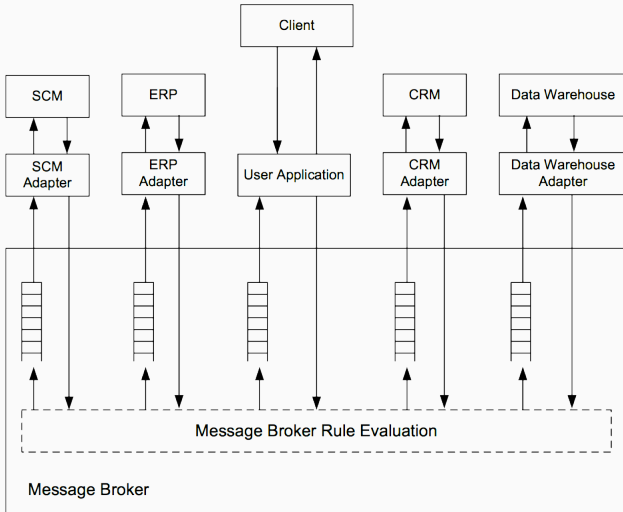 Client
SCM
ERP
CRM
Data Warehouse
SCM
Adapter
ERP
Adapter
User Application
CRM
Adapter
Data Warehouse
Adapter
Message Broker Rule Evaluation
Message Broker